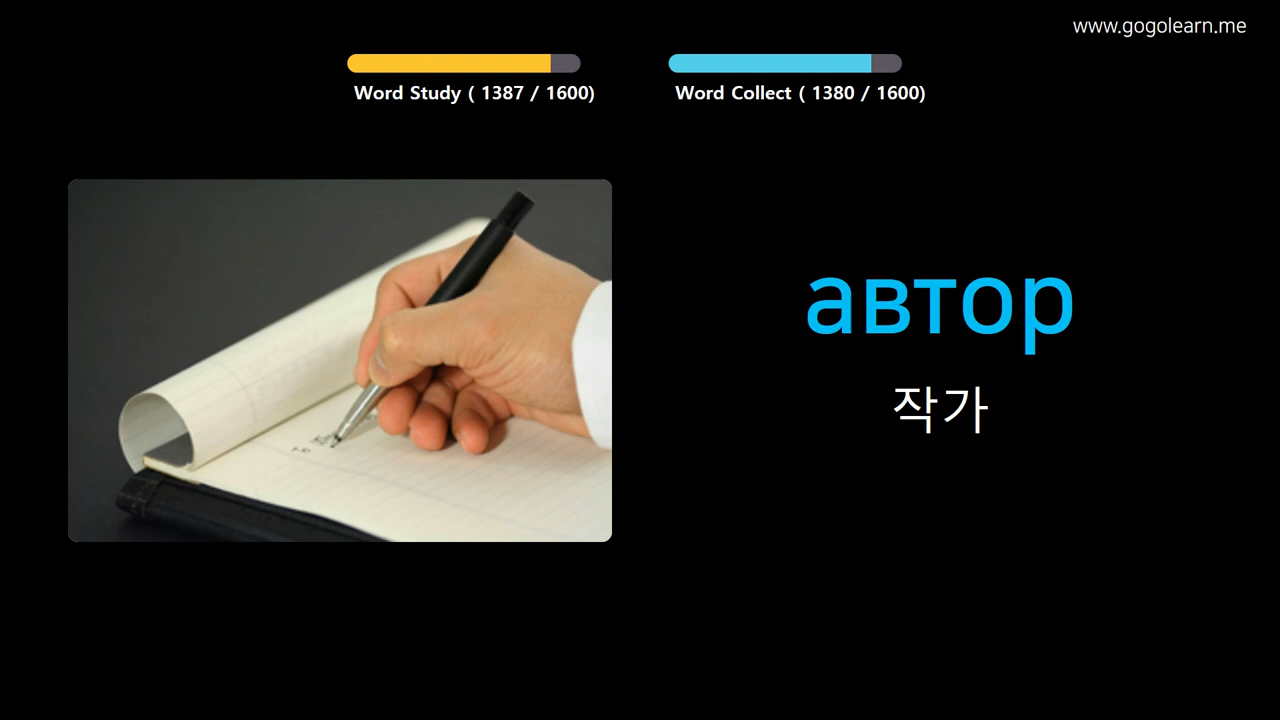 www.gogolearn.me
Word Study ( 1387 / 1600)
Word Collect ( 1380 / 1600)
автор
작가